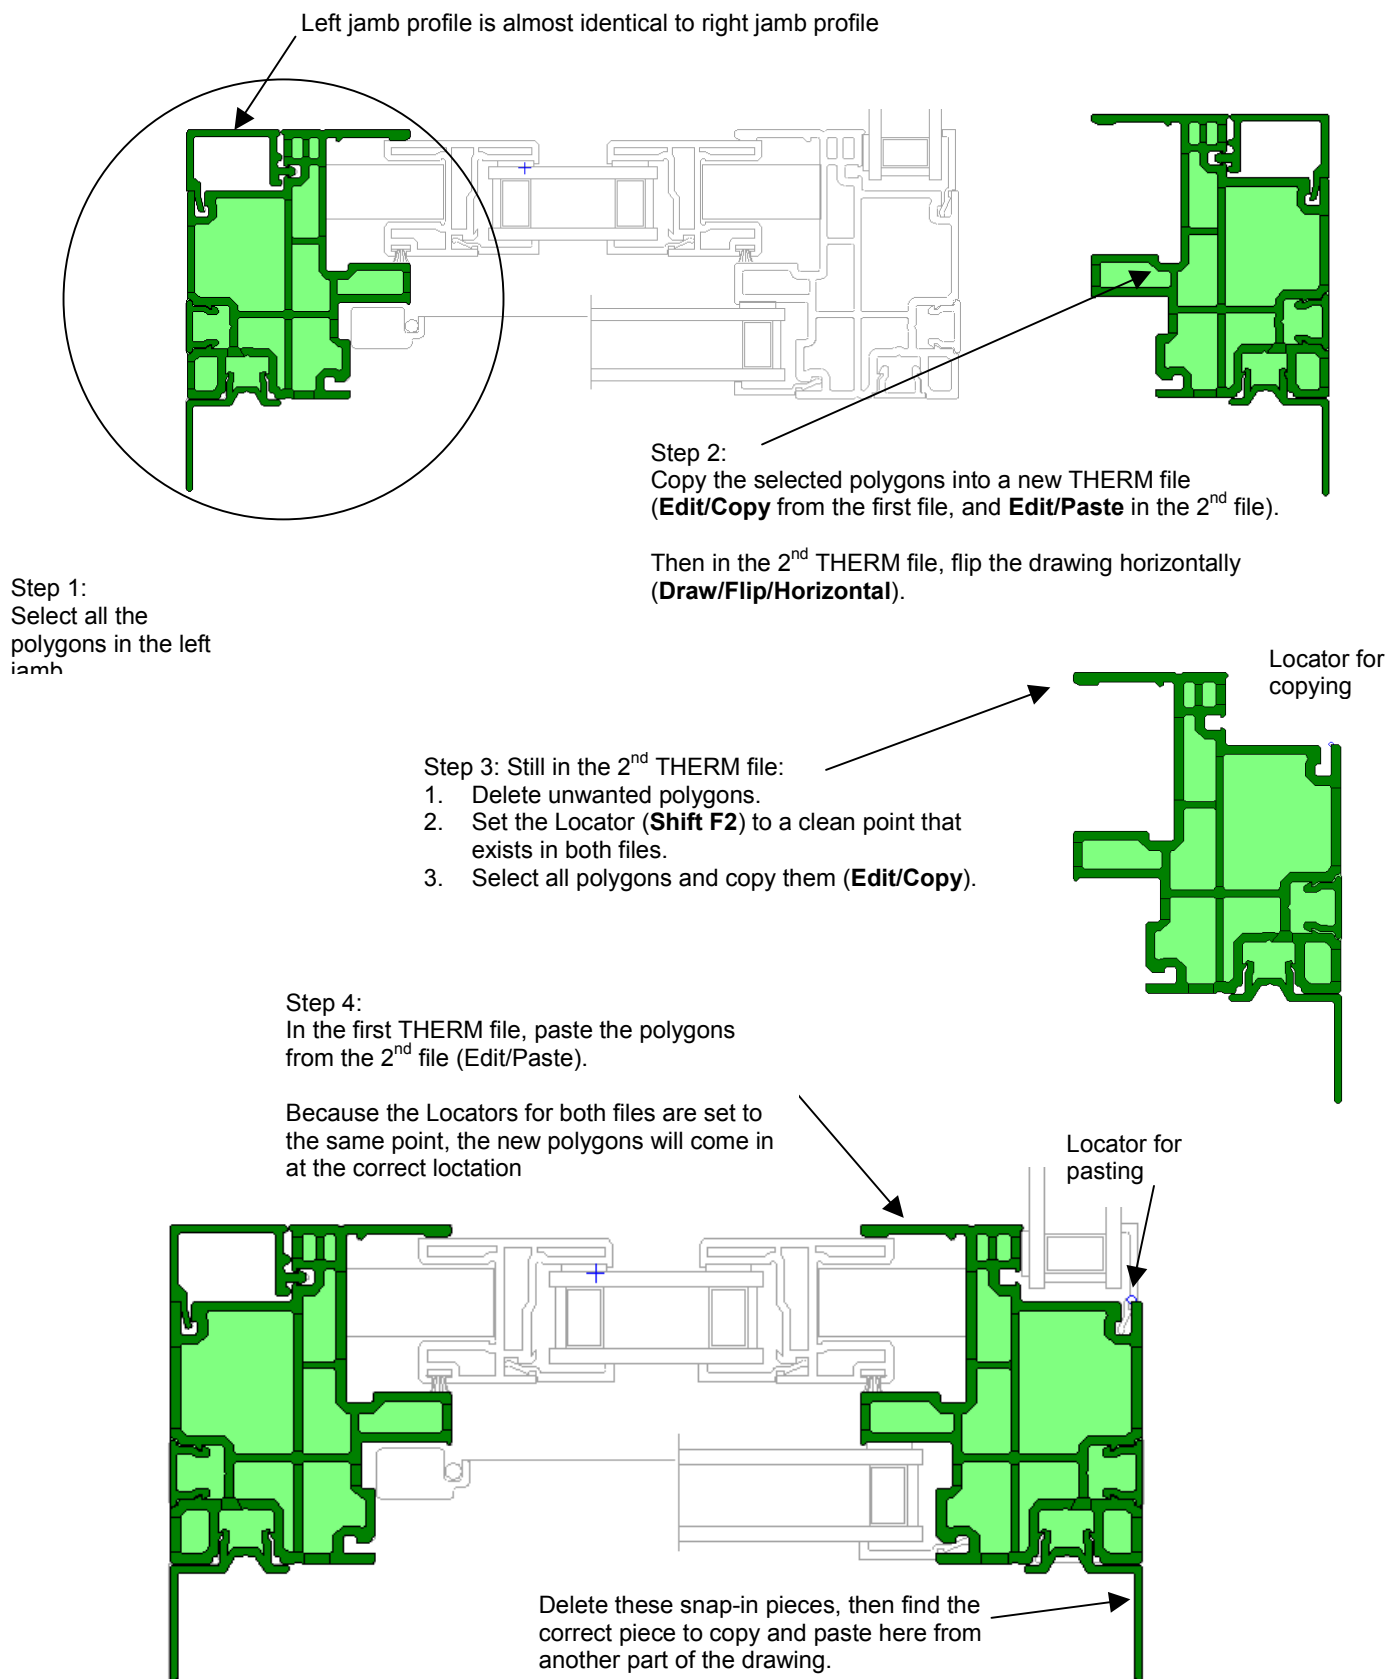 Left jamb profile is almost identical to right jamb profile
Step 2:
Copy the selected polygons into a new THERM file
(Edit/Copy from the first file, and Edit/Paste in the 2nd file).
Then in the 2nd THERM file, flip the drawing horizontally
(Draw/Flip/Horizontal).
Step 1:
Select all the
polygons in the left
jamb
Locator for
copying
Step 3: Still in the 2nd THERM file:
1. Delete unwanted polygons.
2. Set the Locator (Shift F2) to a clean point that
exists in both files.
3. Select all polygons and copy them (Edit/Copy).
Step 4:
In the first THERM file, paste the polygons
from the 2nd file (Edit/Paste).
Because the Locators for both files are set to
the same point, the new polygons will come in
at the correct loctation
Locator for
pasting
Delete these snap-in pieces, then find the
correct piece to copy and paste here from
another part of the drawing.